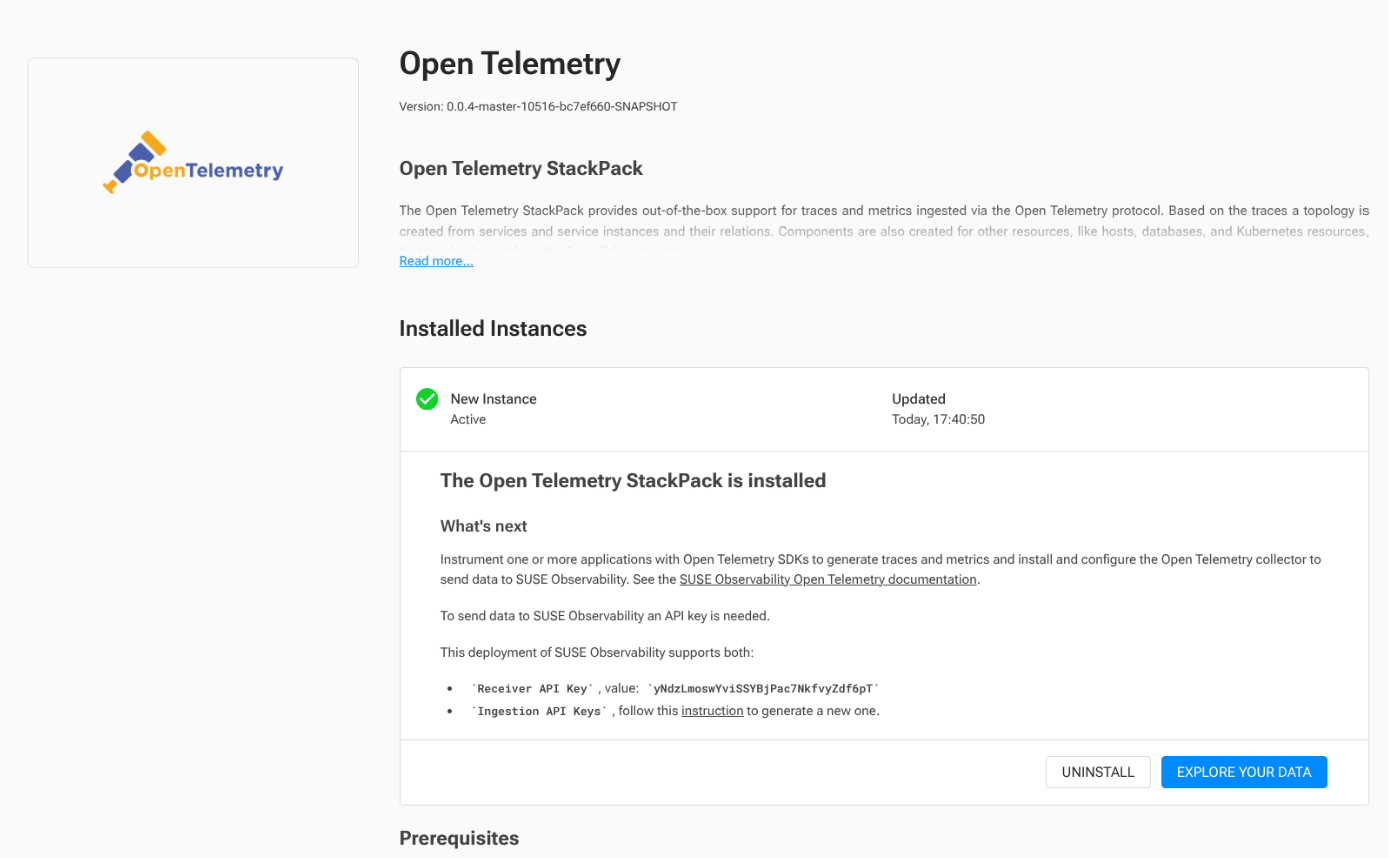 OpenTelemetry
Open Telemetry
Version: 0.0.4-master-10516-bc7ef660-SNAPSHOT
Open Telemetry StackPack
The Open Telemetry StackPack provides out-of-the-box support for traces and metrics ingested via the Open Telemetry protocol. Based on the traces a topology is
created from services and service instances and their relations. Components are also created for other resources, like hosts, databases, and Kubernetes resources,
Read more...
Installed Instances
New Instance
Active
Updated
Today, 17:40:50
The Open Telemetry StackPack is installed
What's next
Instrument one or more applications with Open Telemetry SDKs to generate traces and metrics and install and configure the Open Telemetry collector to
send data to SUSE Observability. See the SUSE Observability Open Telemetry documentation.
To send data to SUSE Observability an API key is needed.
This deployment of SUSE Observability supports both:
• `Receiver API Key` , value: `yNdzLmoswYviSSYBjPac7NkfvyZdf6pT`
• `Ingestion API Keys` , follow this instruction to generate a new one.
UNINSTALL
EXPLORE YOUR DATA
Prerequisites